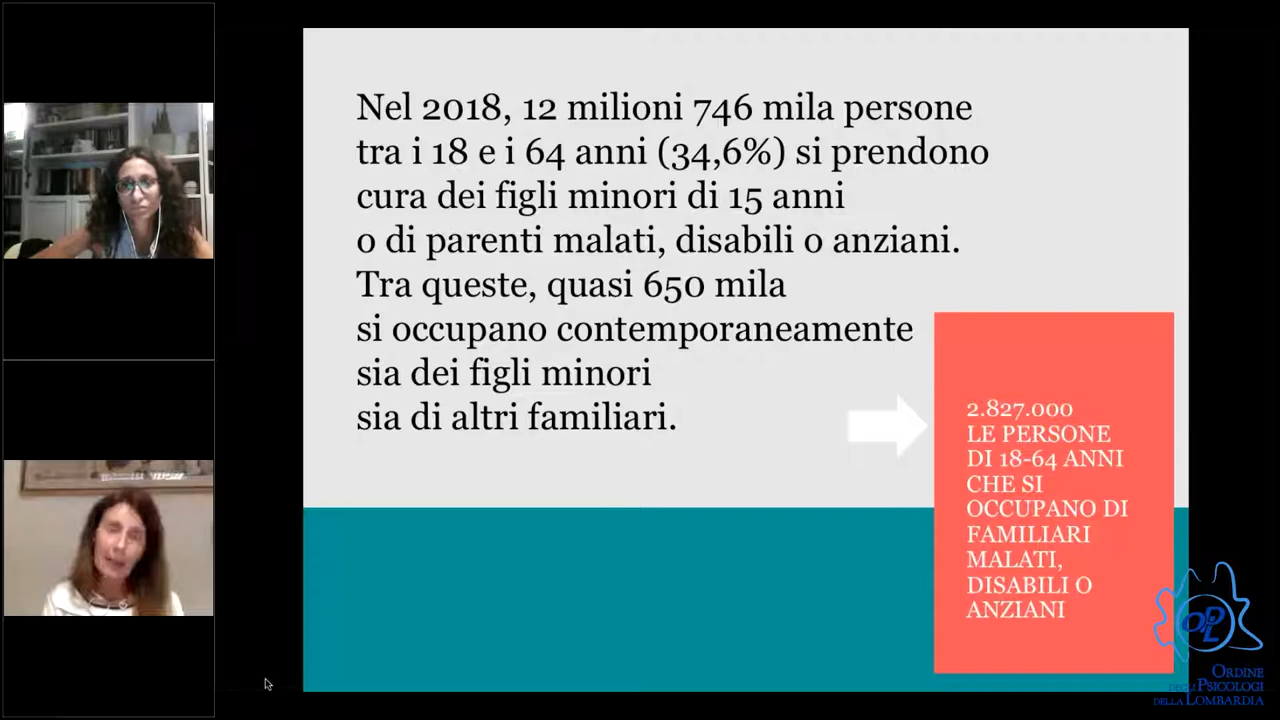 Nel 2018, 12 milioni 746 mila persone
tra i 18 e i 64 anni (34,6%) si prendono
cura dei figli minori di 15 anni
o di parenti malati, disabili o anziani.
Tra queste, quasi 650 mila
si occupano contemporaneamente
sia dei figli minori
sia di altri familiari.
2.827.000
LE PERSONE
DI 18-64 ANNI
CHE SI
OCCUPANO DI
FAMILIARI
MALATI,
DISABILI O
ANZIANI
OPL
ORDINE
DEGLI PSICOLOGI
DELLA LOMBARDIA